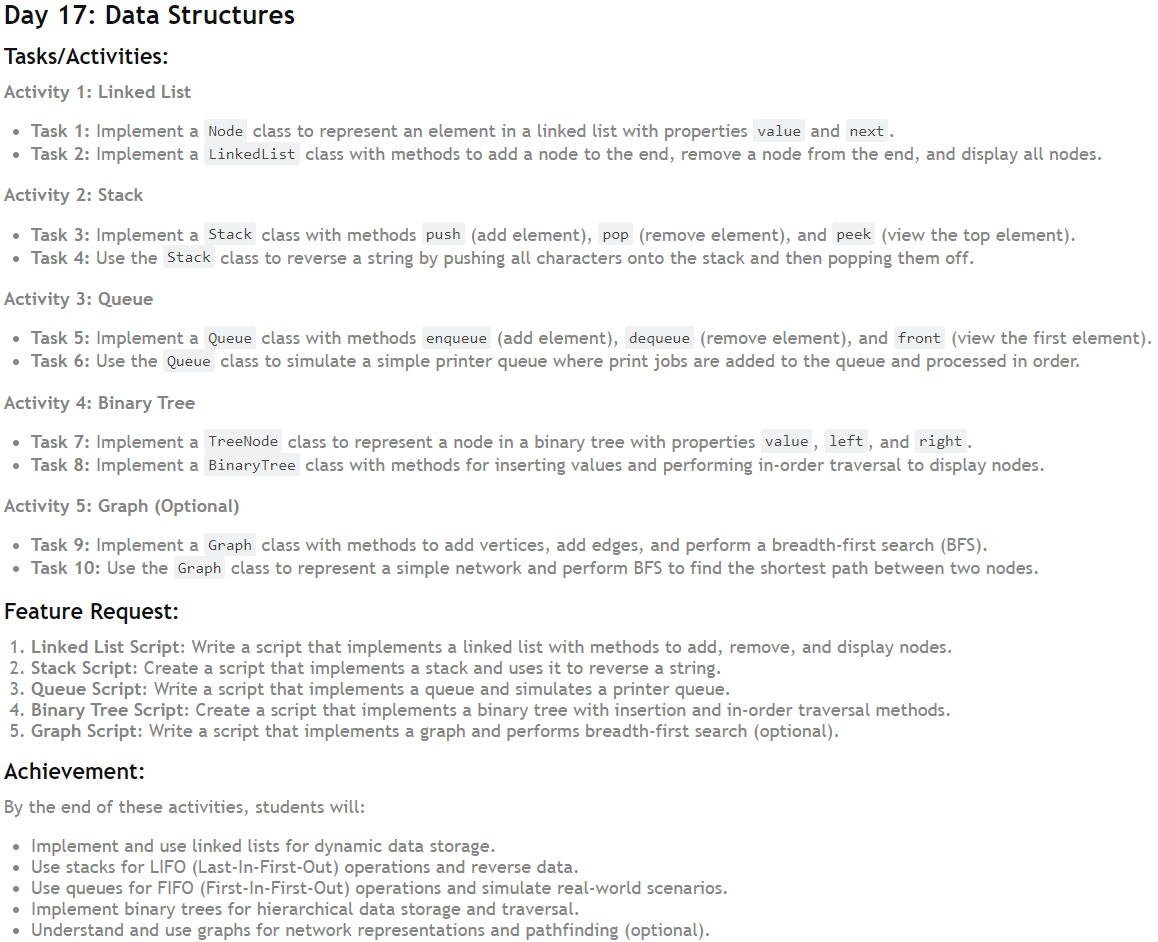 Day 17: Data Structures
Tasks/Activities:
Activity 1: Linked List
• Task 1: Implement a Node class to represent an element in a linked list with properties value and next.
• Task 2: Implement a LinkedList class with methods to add a node to the end, remove a node from the end, and display all nodes.
Activity 2: Stack
• Task 3: Implement a Stack class with methods push (add element), pop (remove element), and peek (view the top element).
• Task 4: Use the Stack class to reverse a string by pushing all characters onto the stack and then popping them off.
Activity 3: Queue
• Task 5: Implement a Queue class with methods enqueue (add element), dequeue (remove element), and front (view the first element).
• Task 6: Use the Queue class to simulate a simple printer queue where print jobs are added to the queue and processed in order.
Activity 4: Binary Tree
• Task 7: Implement a TreeNode class to represent a node in a binary tree with properties value, left, and right.
• Task 8: Implement a BinaryTree class with methods for inserting values and performing in-order traversal to display nodes.
Activity 5: Graph (Optional)
• Task 9: Implement a Graph class with methods to add vertices, add edges, and perform a breadth-first search (BFS).
• Task 10: Use the Graph class to represent a simple network and perform BFS to find the shortest path between two nodes.
Feature Request:
1. Linked List Script: Write a script that implements a linked list with methods to add, remove, and display nodes.
2. Stack Script: Create a script that implements a stack and uses it to reverse a string.
3. Queue Script: Write a script that implements a queue and simulates a printer queue.
4. Binary Tree Script: Create a script that implements a binary tree with insertion and in-order traversal methods.
5. Graph Script: Write a script that implements a graph and performs breadth-first search (optional).
Achievement:
By the end of these activities, students will:
• Implement and use linked lists for dynamic data storage.
• Use stacks for LIFO (Last-In-First-Out) operations and reverse data.
• Use queues for FIFO (First-In-First-Out) operations and simulate real-world scenarios.
• Implement binary trees for hierarchical data storage and traversal.
• Understand and use graphs for network representations and pathfinding (optional).